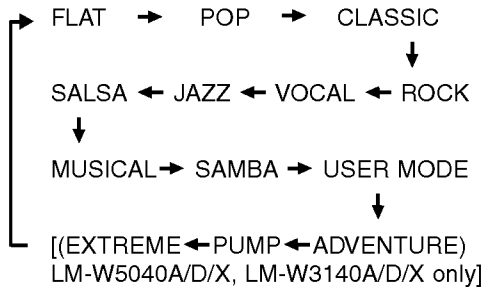 FLAT → POP → CLASSIC
SALSA ← JAZZ ← VOCAL ← ROCK
MUSICAL → SAMBA → USER MODE
[(EXTREME ← PUMP ← ADVENTURE)
LM-W5040A/D/X, LM-W3140A/D/X only]